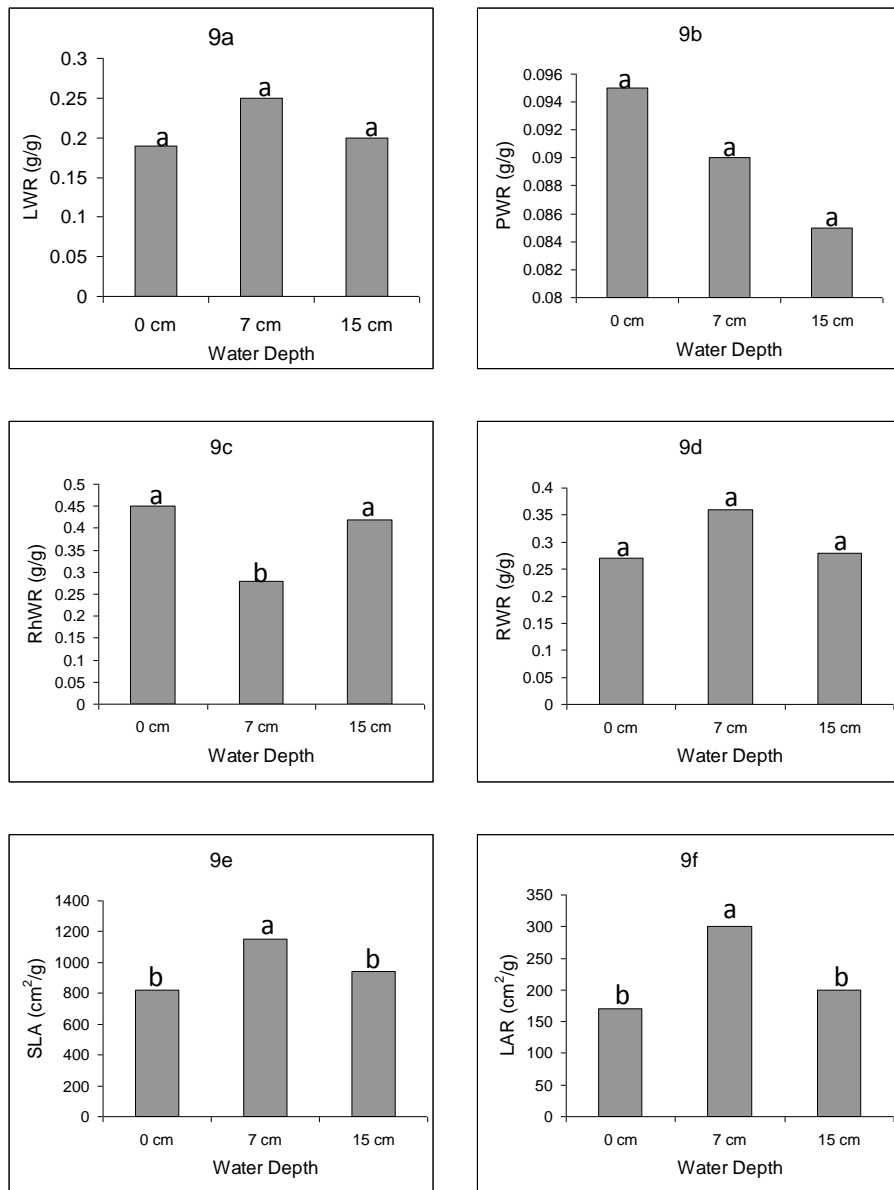 9a
LWR (g/g)
0.3
0.25
0.2
0.15
0.1
0.05
0
a
a
a
0 cm
7 cm
15 cm
Water Depth
9b
PWR (g/g)
0.096
0.094
0.092
0.09
0.088
0.086
0.084
0.082
0.08
a
a
a
0 cm
7 cm
15 cm
Water Depth
9c
RhWR (g/g)
0.5
0.45
0.4
0.35
0.3
0.25
0.2
0.15
0.1
0.05
0
a
b
a
0 cm
7 cm
15 cm
Water Depth
9d
RWR (g/g)
0.4
0.35
0.3
0.25
0.2
0.15
0.1
0.05
0
a
a
a
0 cm
7 cm
15 cm
Water Depth
9e
SLA (cm²/g)
1400
1200
1000
800
600
400
200
0
b
a
b
0 cm
7 cm
15 cm
Water Depth
9f
LAR (cm²/g)
350
300
250
200
150
100
50
0
b
a
b
0 cm
7 cm
15 cm
Water Depth